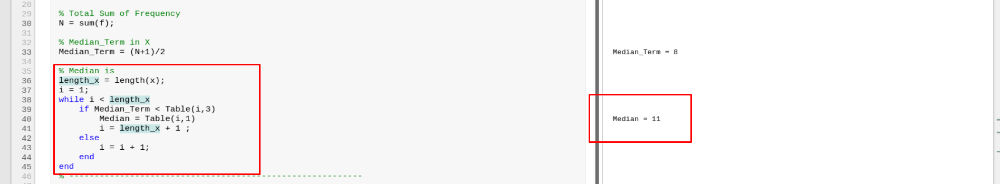 28
29 % Total Sum of Frequency
30 N = sum(f);
31
32 % Median_Term in X
33 Median_Term = (N+1)/2
Median_Term = 8
34
35 % Median is
36 length_x = length(x);
37 i = 1;
38 while i < length_x
39 if Median_Term < Table(i,3)
40 Median = Table(i,1)
Median = 11
41 i = length_x + 1 ;
42 else
43 i = i + 1;
44 end
45 end
46 % ----------------------------------------------------------